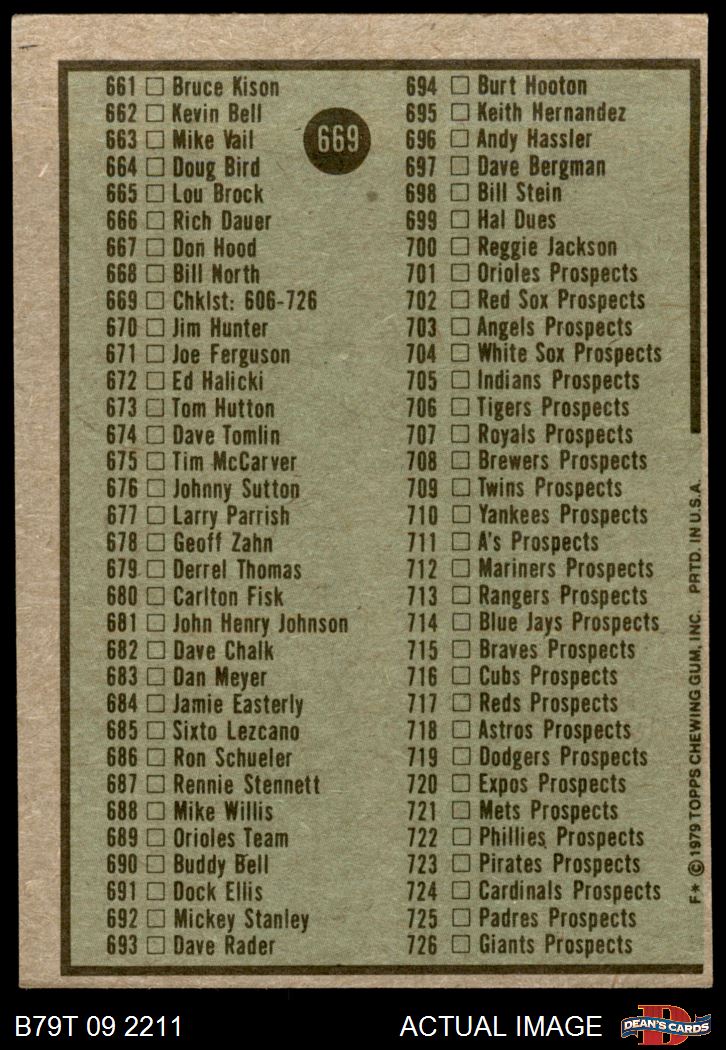 669
661 Bruce Kison
662 Kevin Bell
663 Mike Vail
664 Doug Bird
665 Lou Brock
666 Rich Dauer
667 Don Hood
668 Bill North
669 Chklst: 606-726
670 Jim Hunter
671 Joe Ferguson
672 Ed Halicki
673 Tom Hutton
674 Dave Tomlin
675 Tim McCarver
676 Johnny Sutton
677 Larry Parrish
678 Geoff Zahn
679 Derrel Thomas
680 Carlton Fisk
681 John Henry Johnson
682 Dave Chalk
683 Dan Meyer
684 Jamie Easterly
685 Sixto Lezcano
686 Ron Schueler
687 Rennie Stennett
688 Mike Willis
689 Orioles Team
690 Buddy Bell
691 Dock Ellis
692 Mickey Stanley
693 Dave Rader
694 Burt Hooton
695 Keith Hernandez
696 Andy Hassler
697 Dave Bergman
698 Bill Stein
699 Hal Dues
700 Reggie Jackson
701 Orioles Prospects
702 Red Sox Prospects
703 Angels Prospects
704 White Sox Prospects
705 Indians Prospects
706 Tigers Prospects
707 Royals Prospects
708 Brewers Prospects
709 Twins Prospects
710 Yankees Prospects
711 A's Prospects
712 Mariners Prospects
713 Rangers Prospects
714 Blue Jays Prospects
715 Braves Prospects
716 Cubs Prospects
717 Reds Prospects
718 Astros Prospects
719 Dodgers Prospects
720 Expos Prospects
721 Mets Prospects
722 Phillies Prospects
723 Pirates Prospects
724 Cardinals Prospects
725 Padres Prospects
726 Giants Prospects
F* © 1979 TOPPS CHEWING GUM, INC. PRTD. IN U.S.A.
B79T 09 2211
ACTUAL IMAGE
D
DEAN'S CARDS